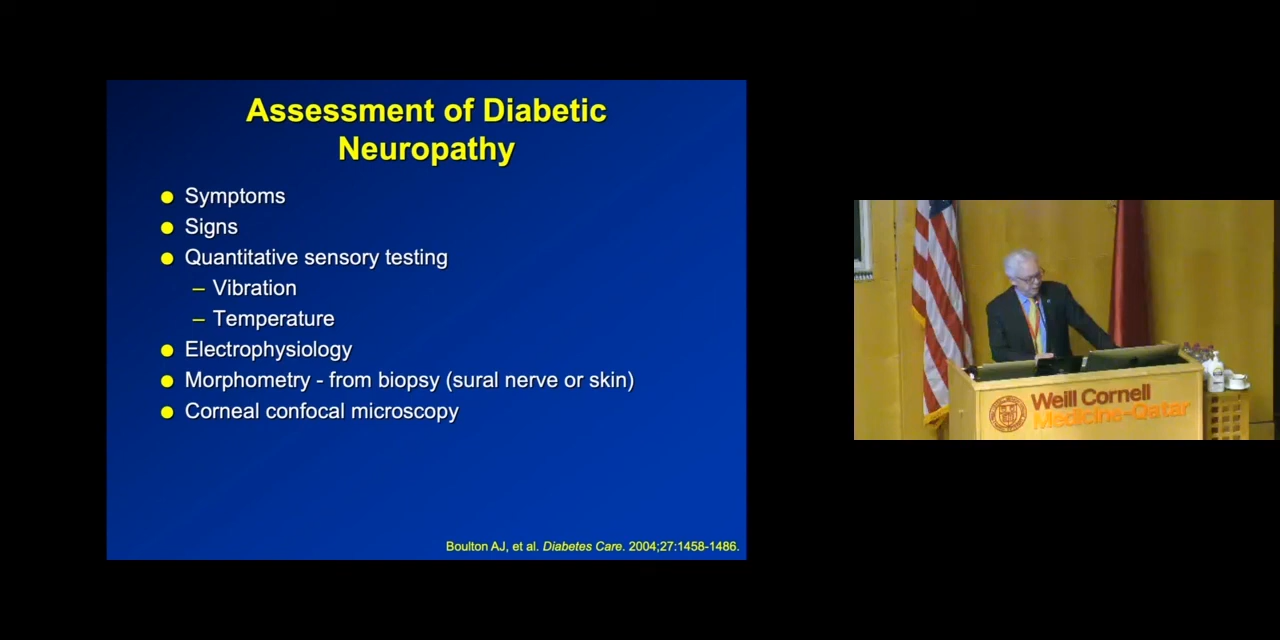 Assessment of Diabetic
Neuropathy
● Symptoms
● Signs
● Quantitative sensory testing
– Vibration
– Temperature
● Electrophysiology
● Morphometry - from biopsy (sural nerve or skin)
● Corneal confocal microscopy
Boulton AJ, et al. Diabetes Care. 2004;27:1458-1486.
Weill Cornell
Medicine-Qatar